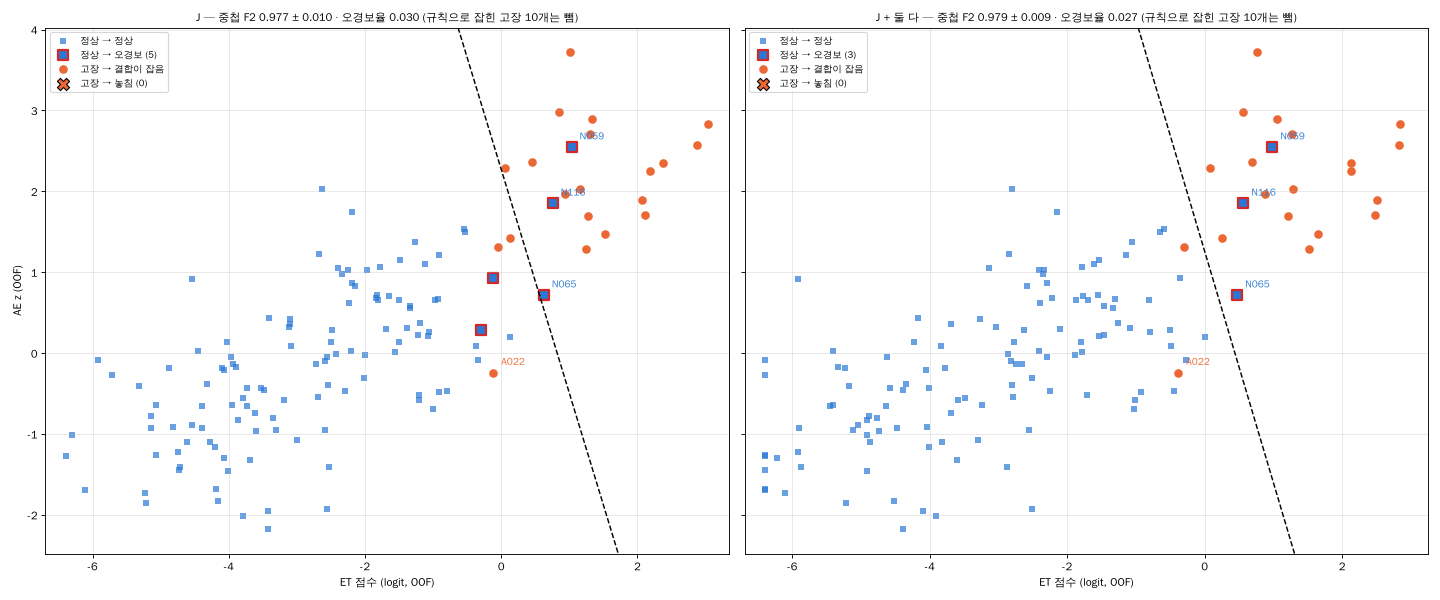 J — 중첩 F2 0.977 ± 0.010 · 오경보율 0.030 (규칙으로 잡힌 고장 10개는 뺌)
정상 → 정상
정상 → 오경보 (5)
고장 → 결합이 잡음
고장 → 놓침 (0)
N059
N116
N065
A022
4
3
2
1
0
-1
-2
AE z (OOF)
-6
-4
-2
0
2
ET 점수 (logit, OOF)
J + 둘 다 — 중첩 F2 0.979 ± 0.009 · 오경보율 0.027 (규칙으로 잡힌 고장 10개는 뺌)
정상 → 정상
정상 → 오경보 (3)
고장 → 결합이 잡음
고장 → 놓침 (0)
N059
N116
N065
A022
-6
-4
-2
0
2
ET 점수 (logit, OOF)